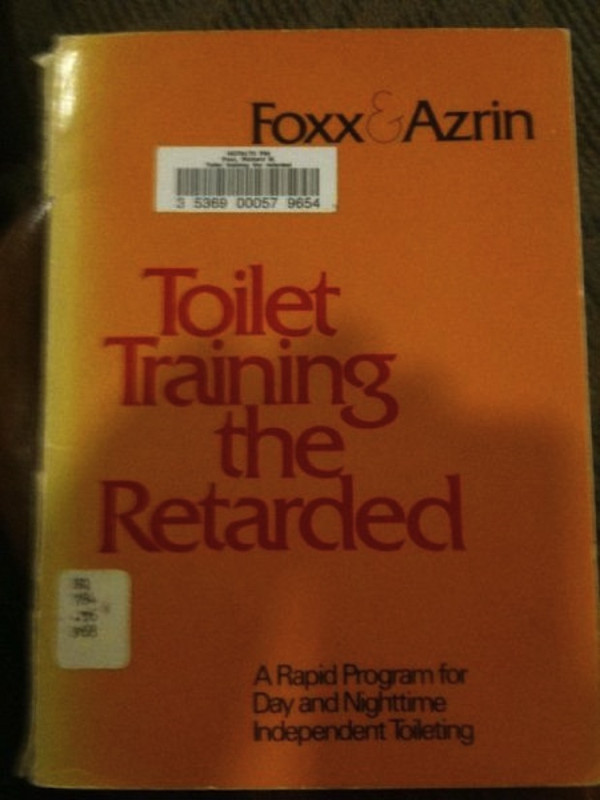 Foxx & Azrin
3 5369 00057 9654
Toilet
Training
the
Retarded
A Rapid Program for
Day and Nighttime
Independent Toileting